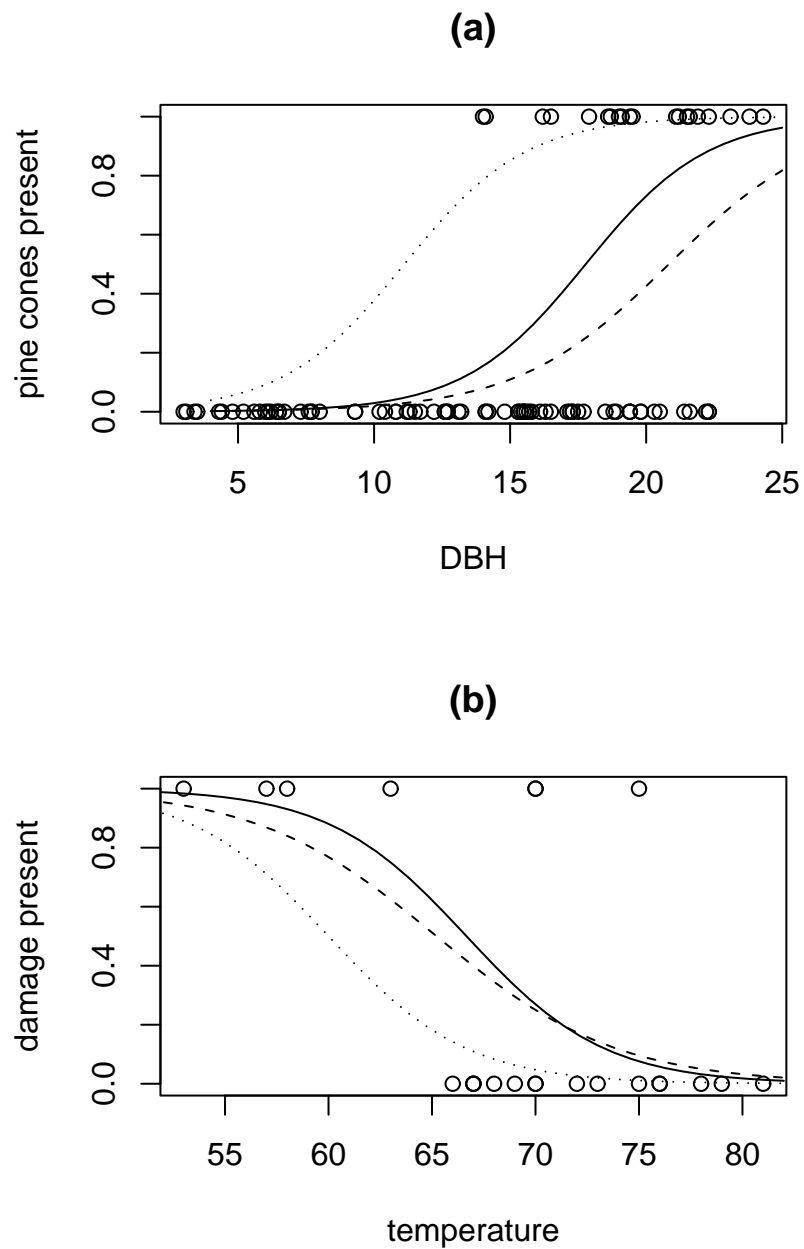 (a)
pine cones present
0.0 0.4 0.8
5 10 15 20 25
DBH
(b)
damage present
0.0 0.4 0.8
55 60 65 70 75 80
temperature